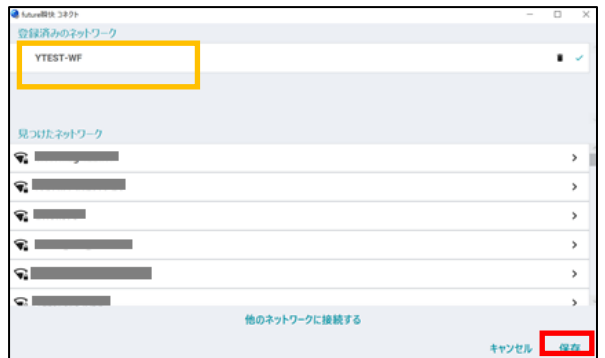 future瞬快 コネクト
登録済みのネットワーク
YTEST-WF
見つけたネットワーク
他のネットワークに接続する
キャンセル 保存